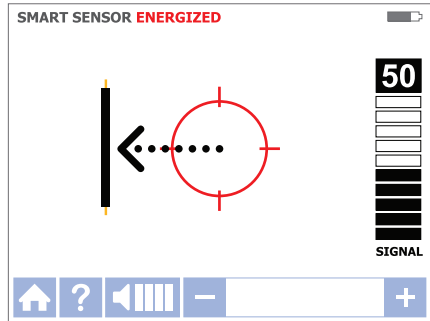 SMART SENSOR ENERGIZED
50
SIGNAL
?
− +